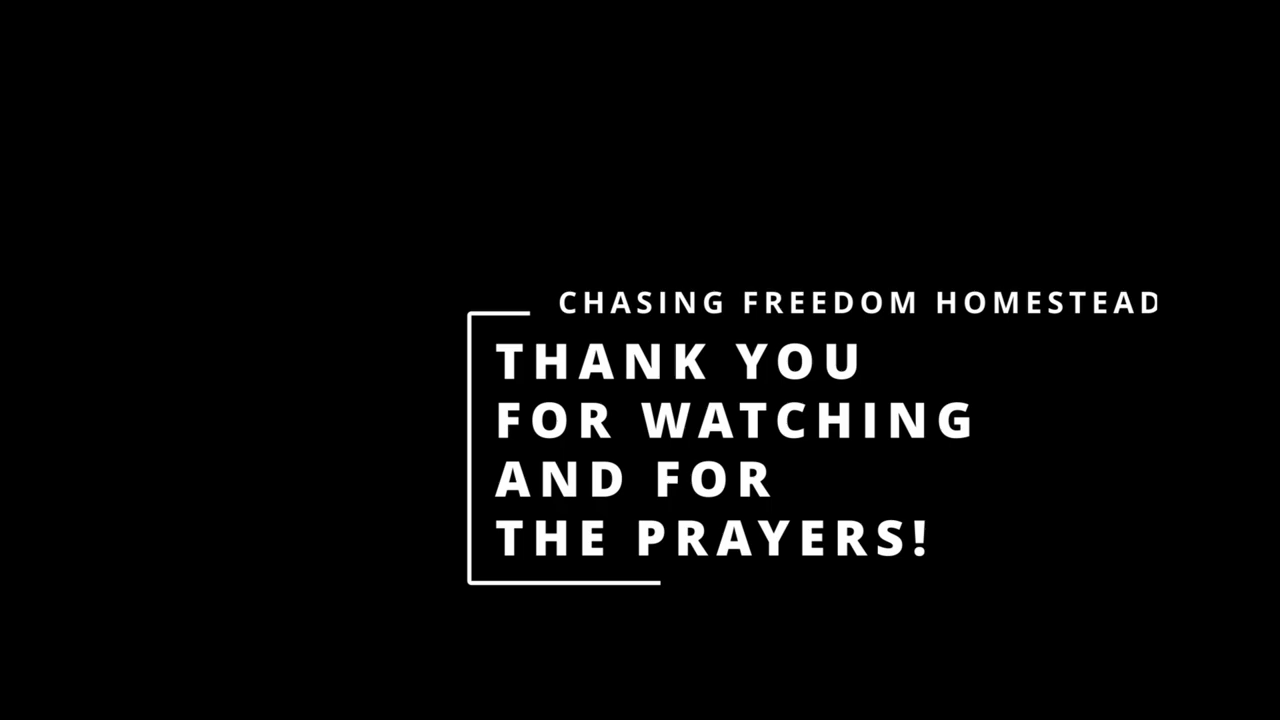 CHASING FREEDOM HOMESTEAD
THANK YOU
FOR WATCHING
AND FOR
THE PRAYERS!